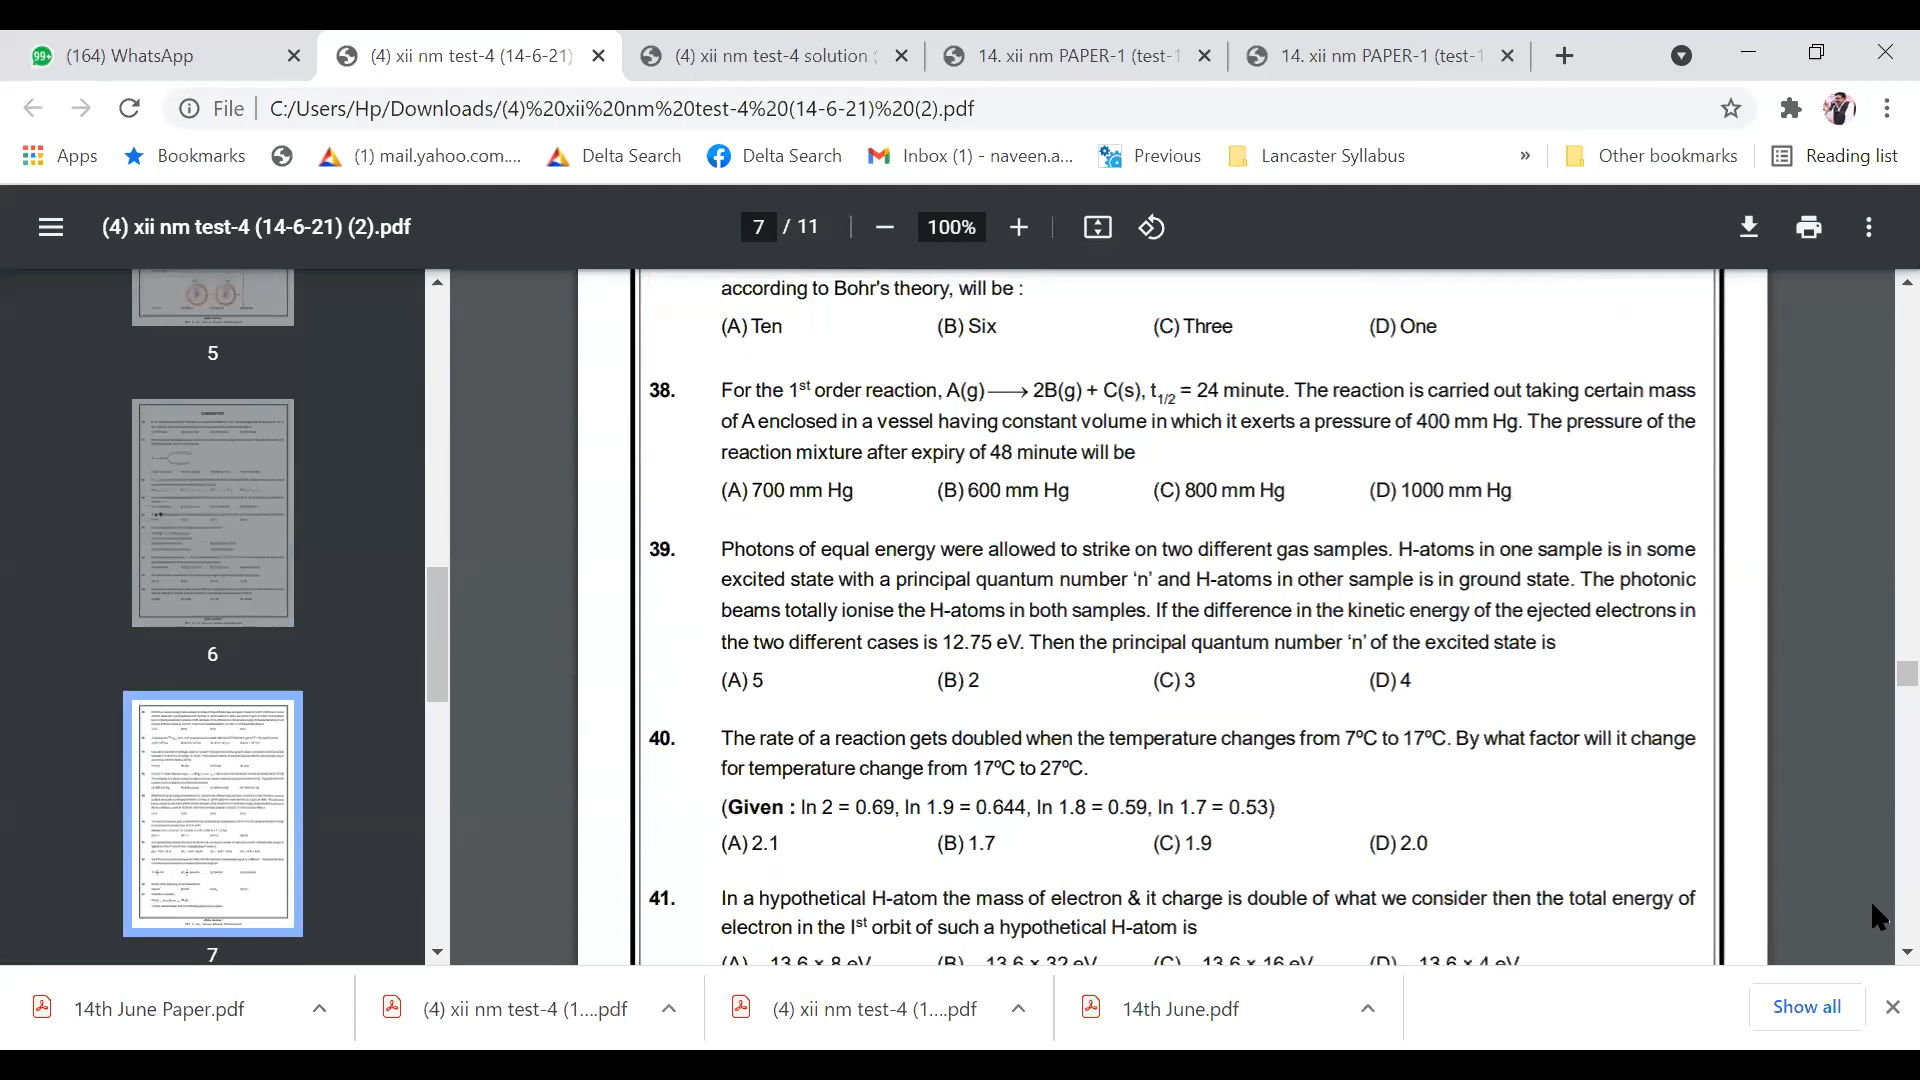 (164) WhatsApp
(4) xii nm test-4 (14-6-21)
(4) xii nm test-4 solution (
14. xii nm PAPER-1 (test-1
14. xii nm PAPER-1 (test-1
File
C:/Users/Hp/Downloads/(4)%20xii%20nm%20test-4%20(14-6-21)%20(2).pdf
Apps
Bookmarks
(1) mail.yahoo.com....
Delta Search
Delta Search
Inbox (1) - naveen.a...
Previous
Lancaster Syllabus
»
Other bookmarks
Reading list
(4) xii nm test-4 (14-6-21) (2).pdf
7 / 11
100%
5
6
7
according to Bohr's theory, will be :
(A) Ten (B) Six (C) Three (D) One
38. For the 1st order reaction, A(g) ⟶ 2B(g) + C(s), t1/2 = 24 minute. The reaction is carried out taking certain mass
of A enclosed in a vessel having constant volume in which it exerts a pressure of 400 mm Hg. The pressure of the
reaction mixture after expiry of 48 minute will be
(A) 700 mm Hg (B) 600 mm Hg (C) 800 mm Hg (D) 1000 mm Hg
39. Photons of equal energy were allowed to strike on two different gas samples. H-atoms in one sample is in some
excited state with a principal quantum number ‘n’ and H-atoms in other sample is in ground state. The photonic
beams totally ionise the H-atoms in both samples. If the difference in the kinetic energy of the ejected electrons in
the two different cases is 12.75 eV. Then the principal quantum number ‘n’ of the excited state is
(A) 5 (B) 2 (C) 3 (D) 4
40. The rate of a reaction gets doubled when the temperature changes from 7ºC to 17ºC. By what factor will it change
for temperature change from 17ºC to 27ºC.
(Given : ln 2 = 0.69, ln 1.9 = 0.644, ln 1.8 = 0.59, ln 1.7 = 0.53)
(A) 2.1 (B) 1.7 (C) 1.9 (D) 2.0
41. In a hypothetical H-atom the mass of electron & it charge is double of what we consider then the total energy of
electron in the Ist orbit of such a hypothetical H-atom is
(A) – 13.6 × 8 eV (B) – 13.6 × 32 eV (C) – 13.6 × 16 eV (D) – 13.6 × 4 eV
14th June Paper.pdf
(4) xii nm test-4 (1....pdf
(4) xii nm test-4 (1....pdf
14th June.pdf
Show all